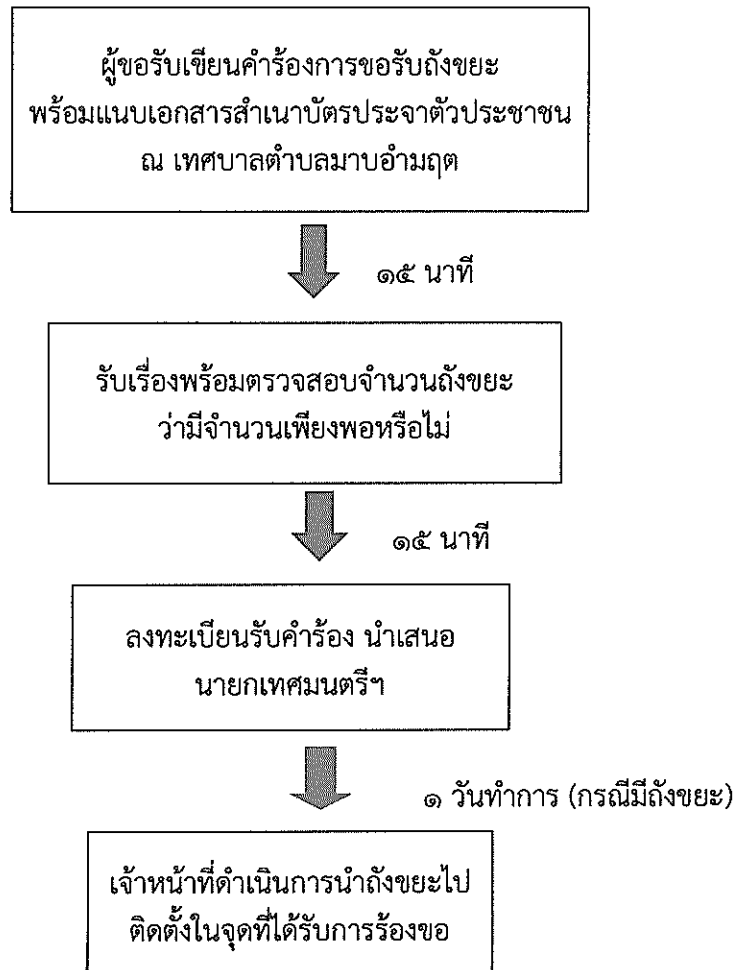 ผู้ขอรับเขียนคำร้องการขอรับถังขยะ
พร้อมแนบเอกสารสำเนาบัตรประจาตัวประชาชน
ณ เทศบาลตำบลมาบอำมฤต
๑๕ นาที
รับเรื่องพร้อมตรวจสอบจำนวนถังขยะ
ว่ามีจำนวนเพียงพอหรือไม่
๑๕ นาที
ลงทะเบียนรับคำร้อง นำเสนอ
นายกเทศมนตรีฯ
๑ วันทำการ (กรณีมีถังขยะ)
เจ้าหน้าที่ดำเนินการนำถังขยะไป
ติดตั้งในจุดที่ได้รับการร้องขอ